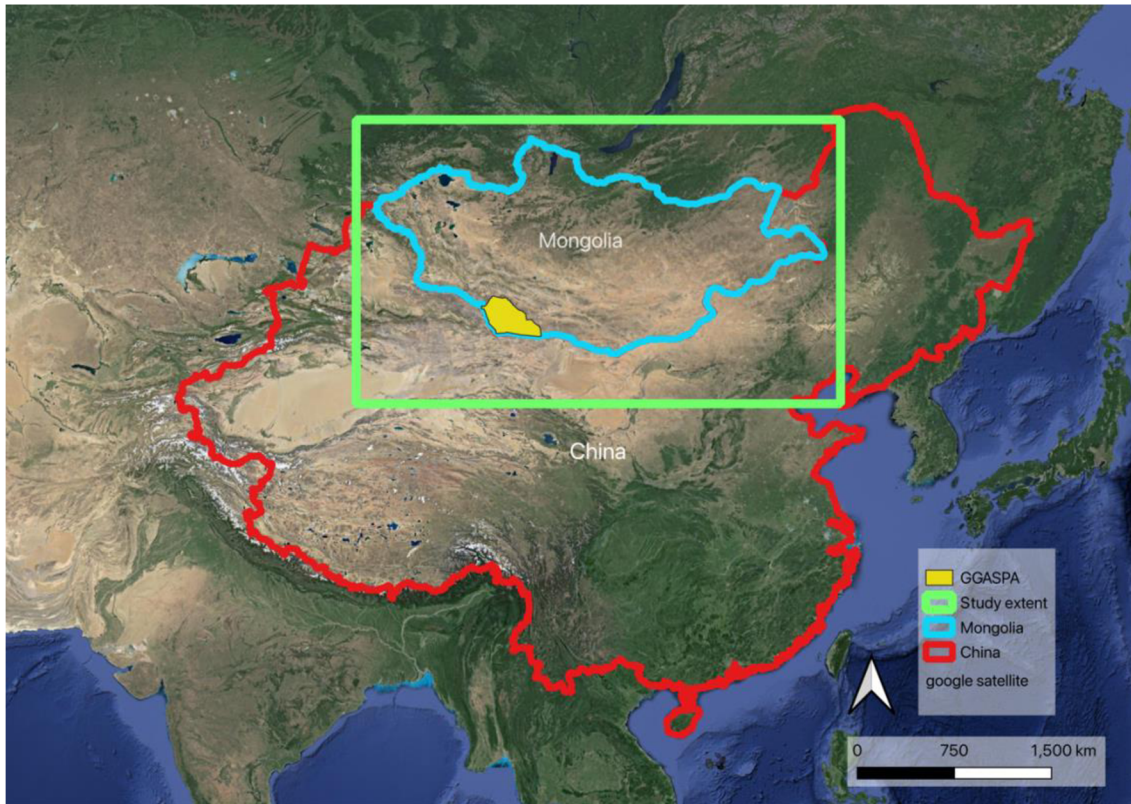 Mongolia
China
GGASPA
Study extent
Mongolia
China
google satellite
0 750 1,500 km